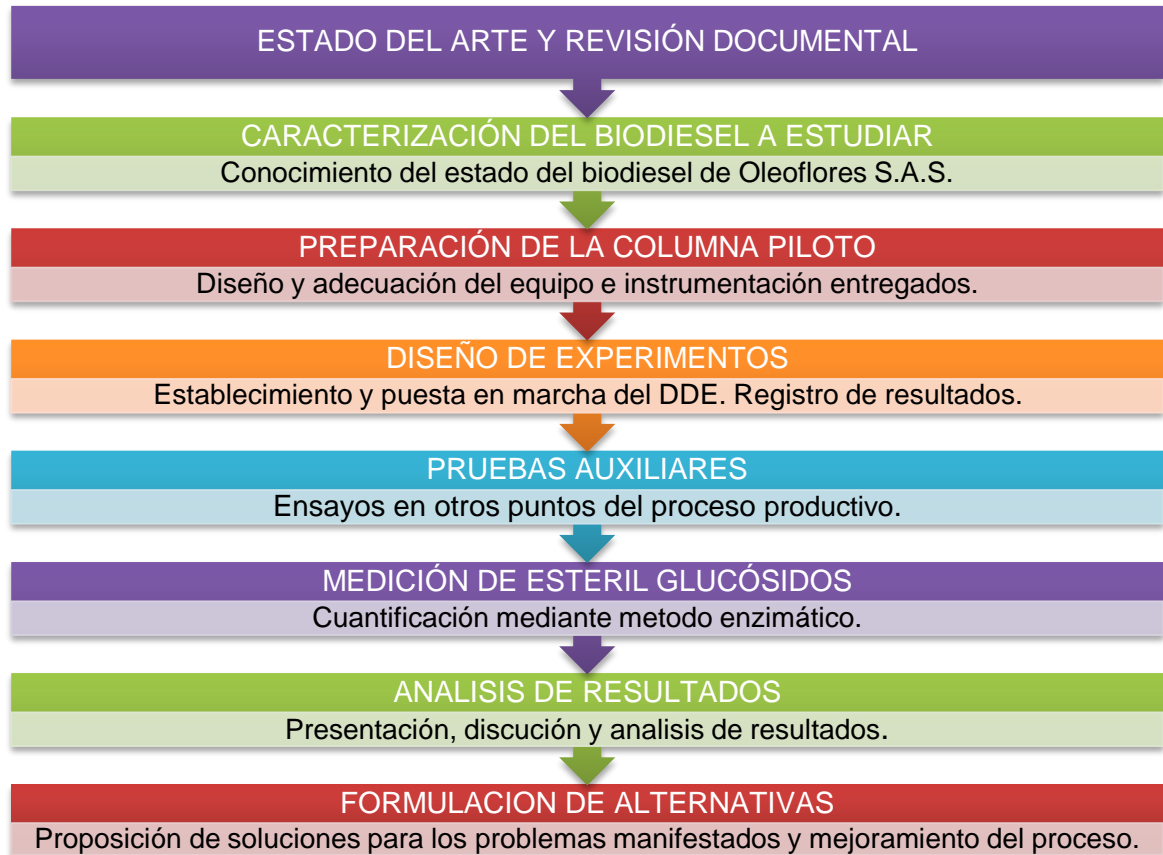 ESTADO DEL ARTE Y REVISIÓN DOCUMENTAL
CARACTERIZACIÓN DEL BIODIESEL A ESTUDIAR
Conocimiento del estado del biodiesel de Oleoflores S.A.S.
PREPARACIÓN DE LA COLUMNA PILOTO
Diseño y adecuación del equipo e instrumentación entregados.
DISEÑO DE EXPERIMENTOS
Establecimiento y puesta en marcha del DDE. Registro de resultados.
PRUEBAS AUXILIARES
Ensayos en otros puntos del proceso productivo.
MEDICIÓN DE ESTERIL GLUCÓSIDOS
Cuantificación mediante metodo enzimático.
ANALISIS DE RESULTADOS
Presentación, discución y analisis de resultados.
FORMULACION DE ALTERNATIVAS
Proposición de soluciones para los problemas manifestados y mejoramiento del proceso.